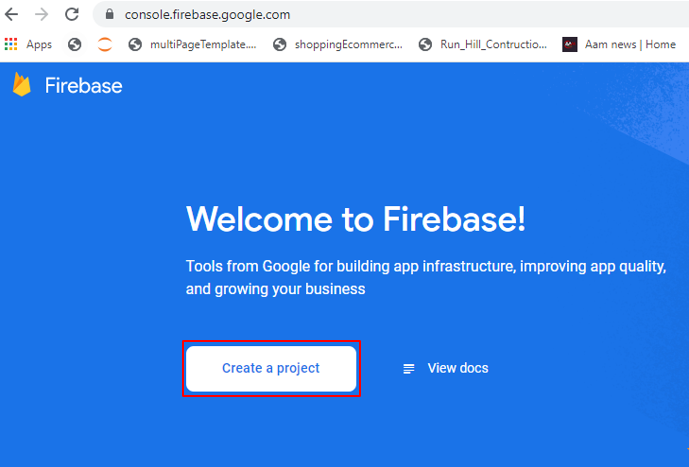 console.firebase.google.com
Apps multiPageTemplate.... shoppingEcommerc... Run_Hill_Contructio... Aam news | Home
Firebase
Welcome to Firebase!
Tools from Google for building app infrastructure, improving app quality,
and growing your business
Create a project View docs